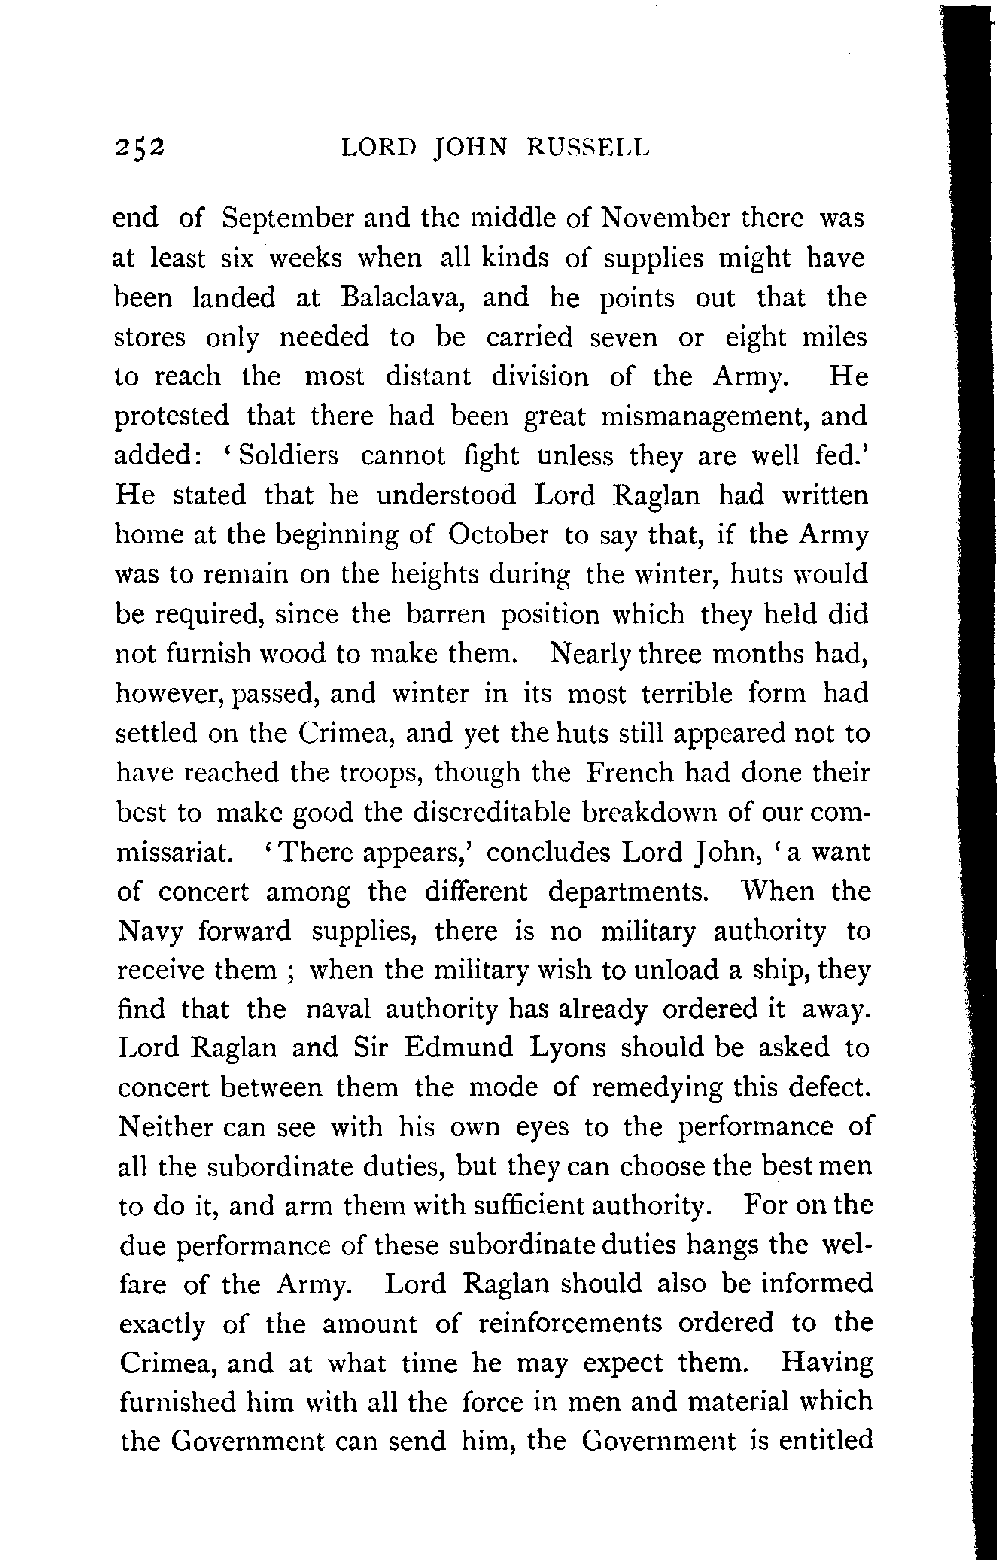 252 LORD JOHN RUSSELL
end of September and the middle of November there was
at least six weeks when all kinds of supplies might have
been landed at Balaclava, and he points out that the
stores only needed to be carried seven or eight miles
to reach the most distant division of the Army. He
protested that there had been great mismanagement, and
added: ‘Soldiers cannot fight unless they are well fed.’
He stated that he understood Lord Raglan had written
home at the beginning of October to say that, if the Army
was to remain on the heights during the winter, huts would
be required, since the barren position which they held did
not furnish wood to make them. Nearly three months had,
however, passed, and winter in its most terrible form had
settled on the Crimea, and yet the huts still appeared not to
have reached the troops, though the French had done their
best to make good the discreditable breakdown of our com-
missariat. ‘There appears,’ concludes Lord John, ‘a want
of concert among the different departments. When the
Navy forward supplies, there is no military authority to
receive them ; when the military wish to unload a ship, they
find that the naval authority has already ordered it away.
Lord Raglan and Sir Edmund Lyons should be asked to
concert between them the mode of remedying this defect.
Neither can see with his own eyes to the performance of
all the subordinate duties, but they can choose the best men
to do it, and arm them with sufficient authority. For on the
due performance of these subordinate duties hangs the wel-
fare of the Army. Lord Raglan should also be informed
exactly of the amount of reinforcements ordered to the
Crimea, and at what time he may expect them. Having
furnished him with all the force in men and material which
the Government can send him, the Government is entitled